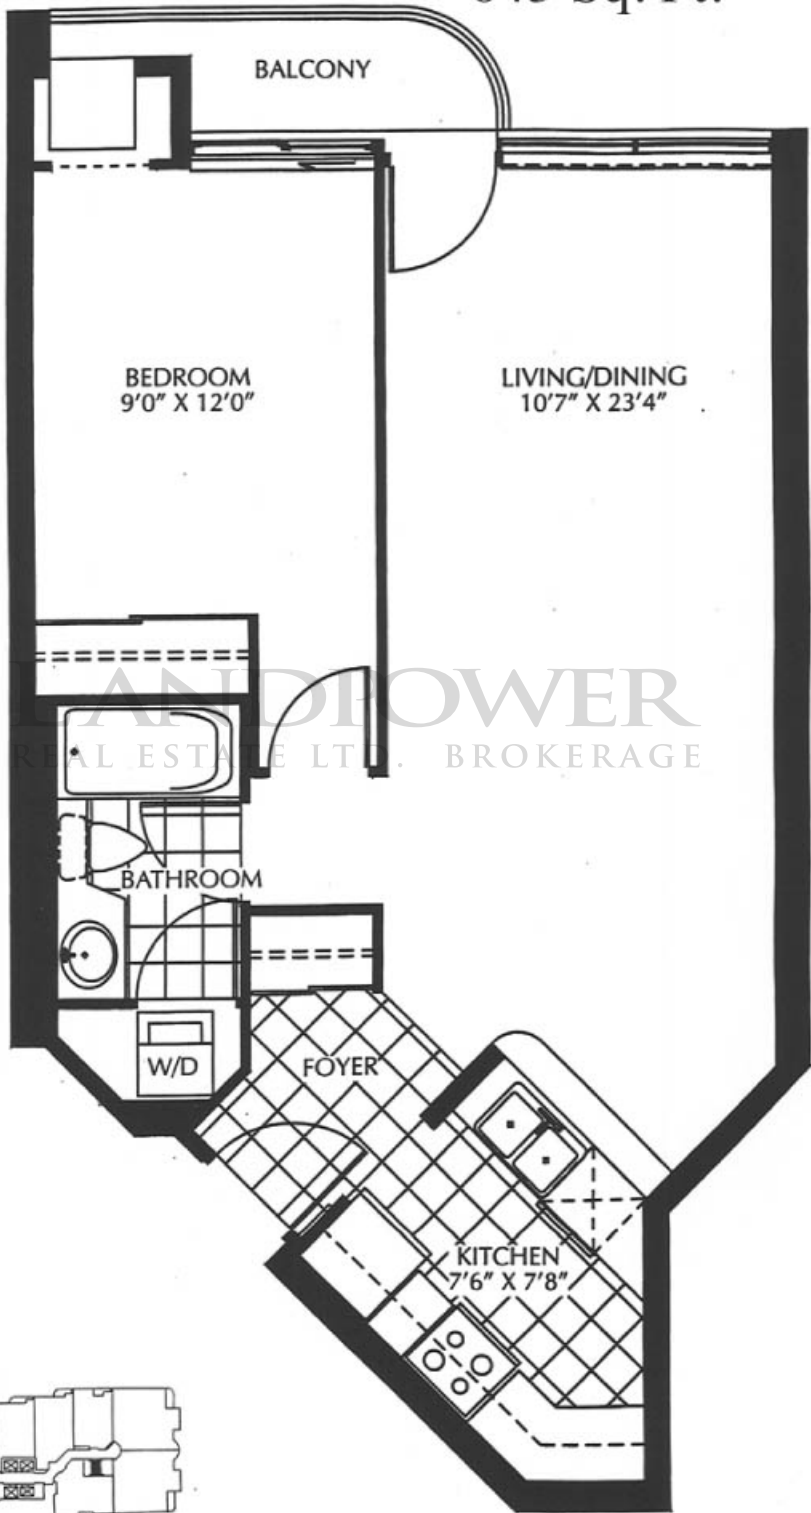 BALCONY
BEDROOM
9'0" X 12'0"
LIVING/DINING
10'7" X 23'4"
LANDPOWER
REAL ESTATE LTD. BROKERAGE
BATHROOM
W/D
FOYER
KITCHEN
7'6" X 7'8"